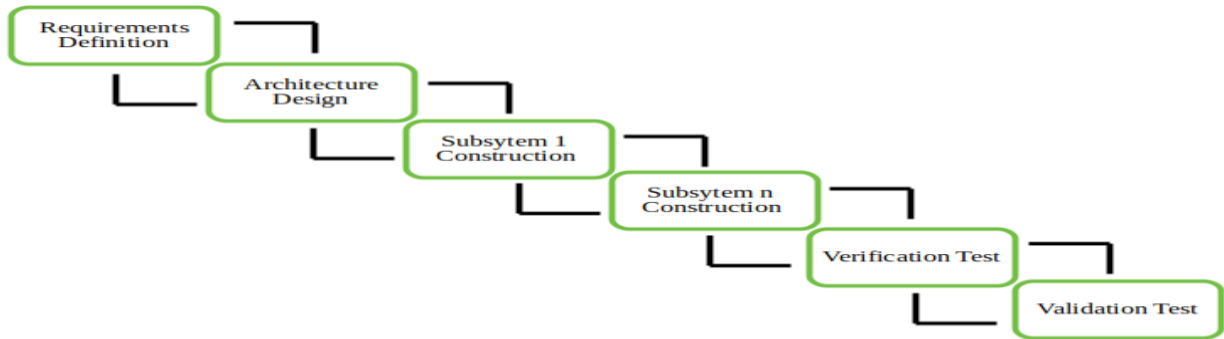 Requirements
Definition
Architecture
Design
Subsytem 1
Construction
Subsytem n
Construction
Verification Test
Validation Test